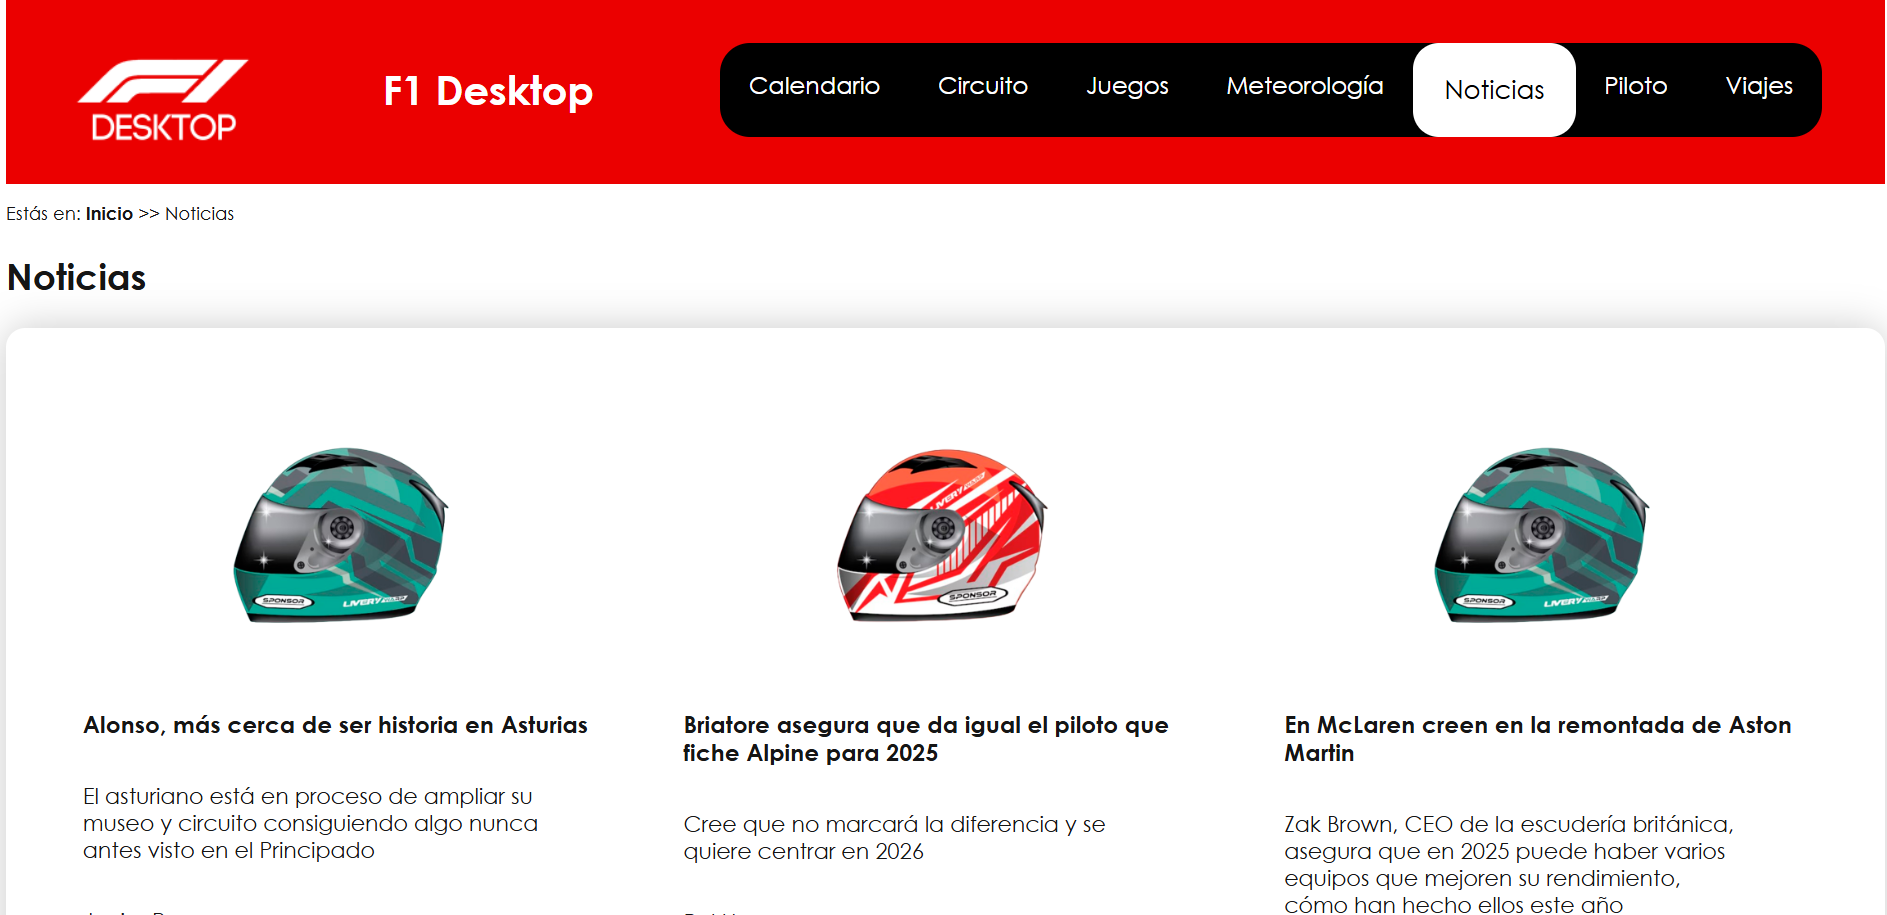 F1
DESKTOP
F1 Desktop
Calendario Circuito Juegos Meteorología Noticias Piloto Viajes
Estás en: Inicio >> Noticias
Noticias
SPONSOR
LIVERY
LIVERY
SPONSOR
SPONSOR
LIVERY
Alonso, más cerca de ser historia en Asturias
El asturiano está en proceso de ampliar su
museo y circuito consiguiendo algo nunca
antes visto en el Principado
Briatore asegura que da igual el piloto que
fiche Alpine para 2025
Cree que no marcará la diferencia y se
quiere centrar en 2026
En McLaren creen en la remontada de Aston
Martin
Zak Brown, CEO de la escudería británica,
asegura que en 2025 puede haber varios
equipos que mejoren su rendimiento,
cómo han hecho ellos este año